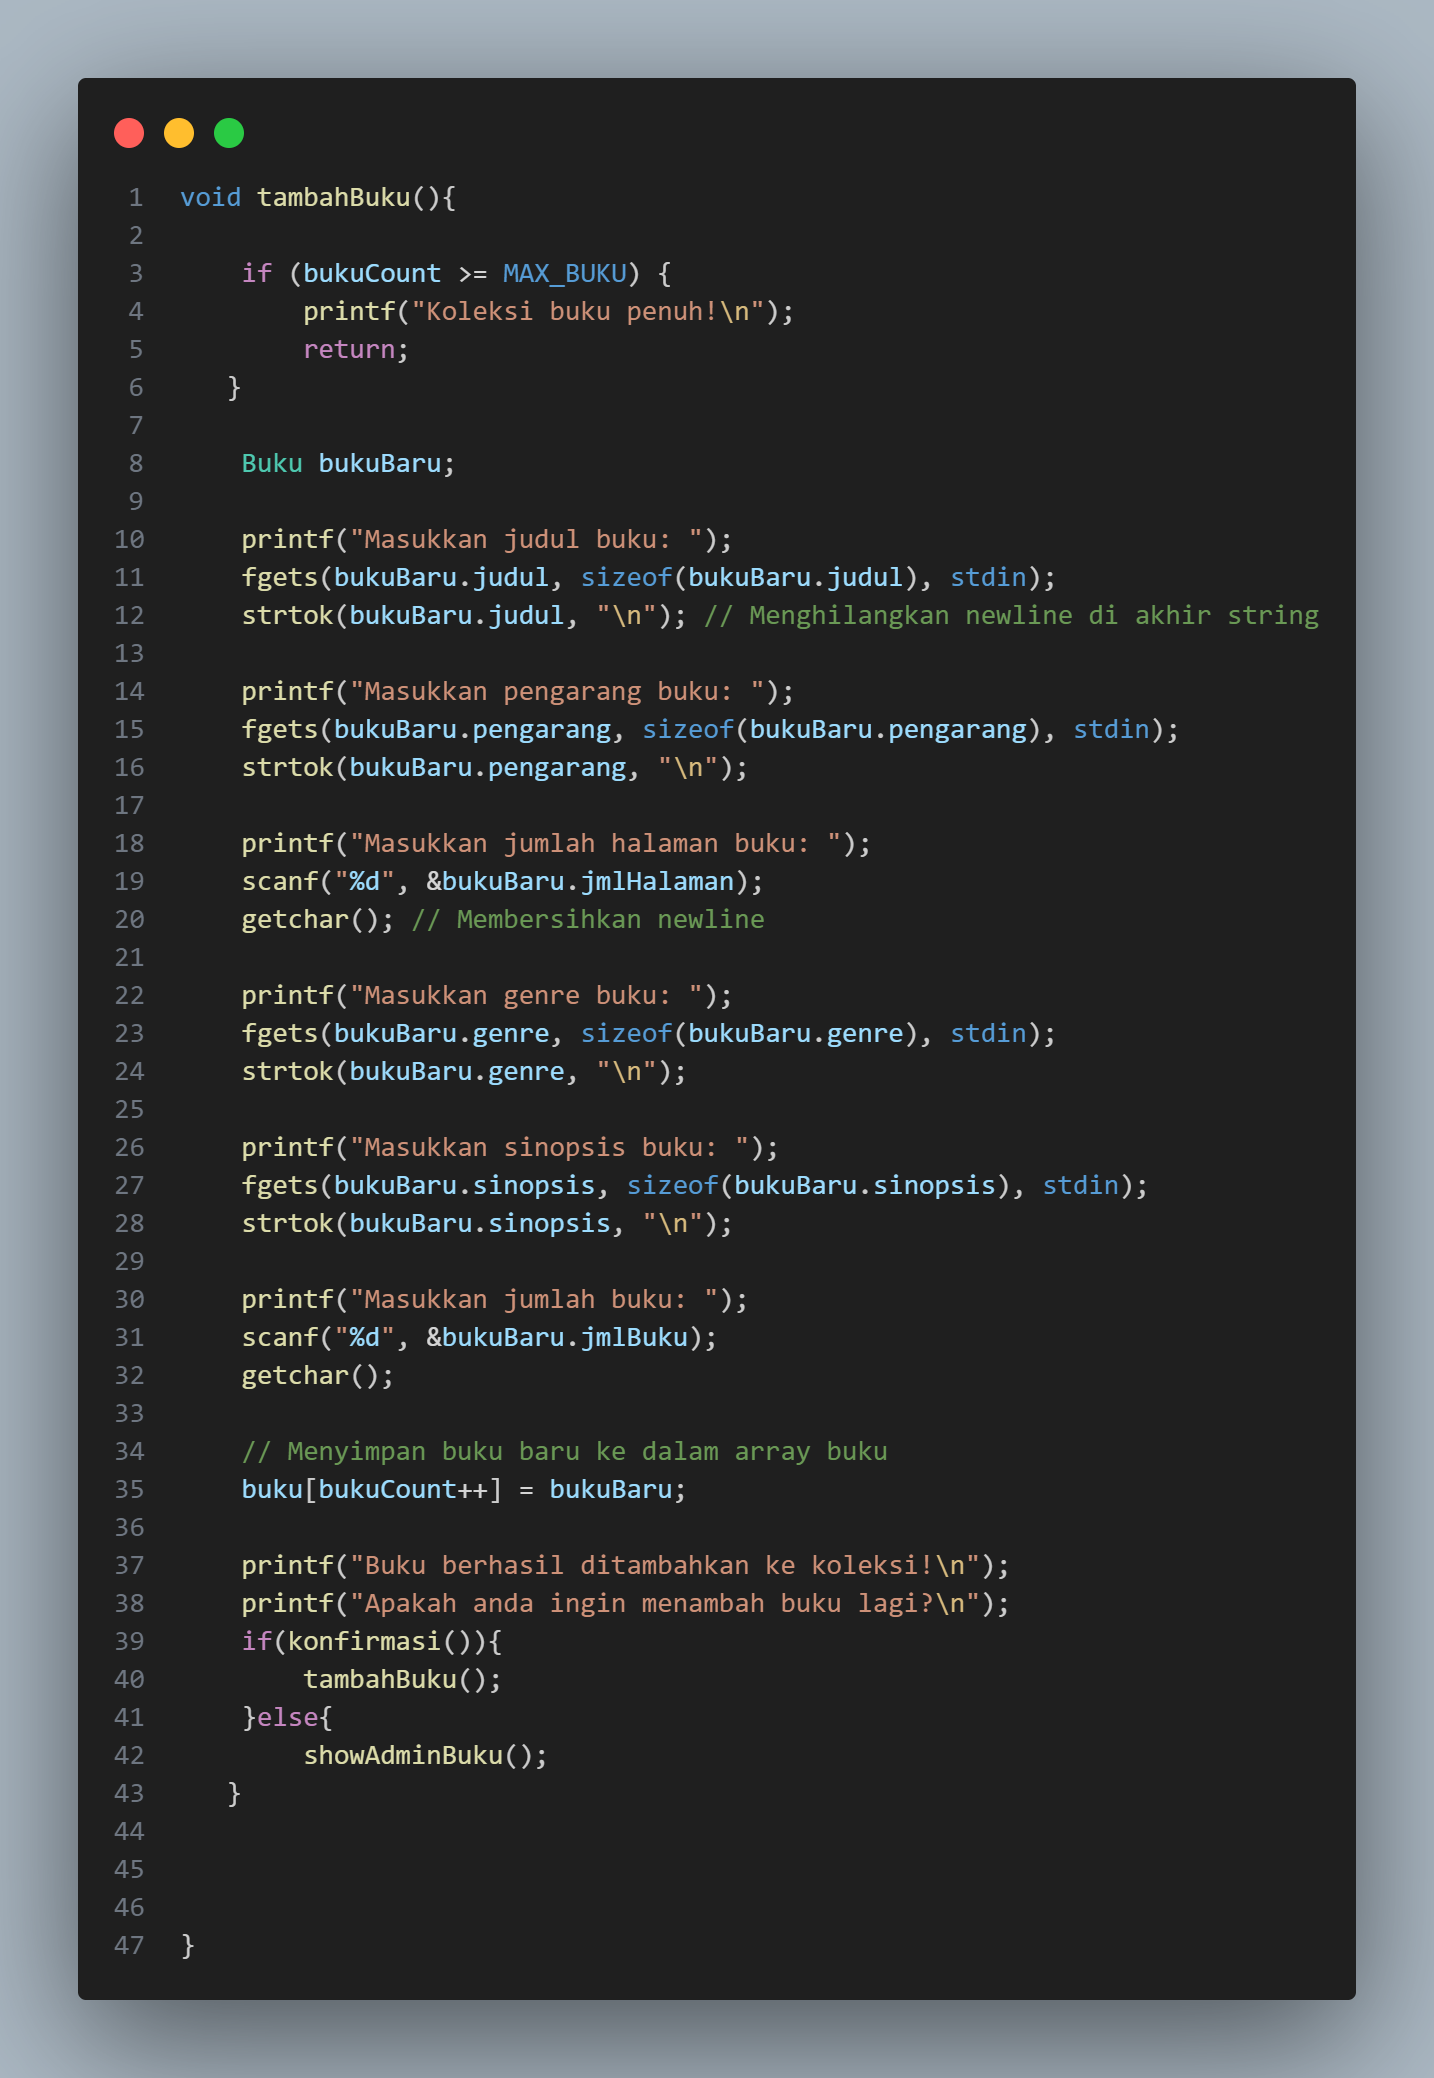 1 void tambahBuku(){
2
3     if (bukuCount >= MAX_BUKU) {
4         printf("Koleksi buku penuh!\n");
5         return;
6    }
7
8     Buku bukuBaru;
9
10     printf("Masukkan judul buku: ");
11     fgets(bukuBaru.judul, sizeof(bukuBaru.judul), stdin);
12     strtok(bukuBaru.judul, "\n"); // Menghilangkan newline di akhir string
13
14     printf("Masukkan pengarang buku: ");
15     fgets(bukuBaru.pengarang, sizeof(bukuBaru.pengarang), stdin);
16     strtok(bukuBaru.pengarang, "\n");
17
18     printf("Masukkan jumlah halaman buku: ");
19     scanf("%d", &bukuBaru.jmlHalaman);
20     getchar(); // Membersihkan newline
21
22     printf("Masukkan genre buku: ");
23     fgets(bukuBaru.genre, sizeof(bukuBaru.genre), stdin);
24     strtok(bukuBaru.genre, "\n");
25
26     printf("Masukkan sinopsis buku: ");
27     fgets(bukuBaru.sinopsis, sizeof(bukuBaru.sinopsis), stdin);
28     strtok(bukuBaru.sinopsis, "\n");
29
30     printf("Masukkan jumlah buku: ");
31     scanf("%d", &bukuBaru.jmlBuku);
32     getchar();
33
34     // Menyimpan buku baru ke dalam array buku
35     buku[bukuCount++] = bukuBaru;
36
37     printf("Buku berhasil ditambahkan ke koleksi!\n");
38     printf("Apakah anda ingin menambah buku lagi?\n");
39     if(konfirmasi()){
40         tambahBuku();
41     }else{
42         showAdminBuku();
43    }
44
45
46
47 }